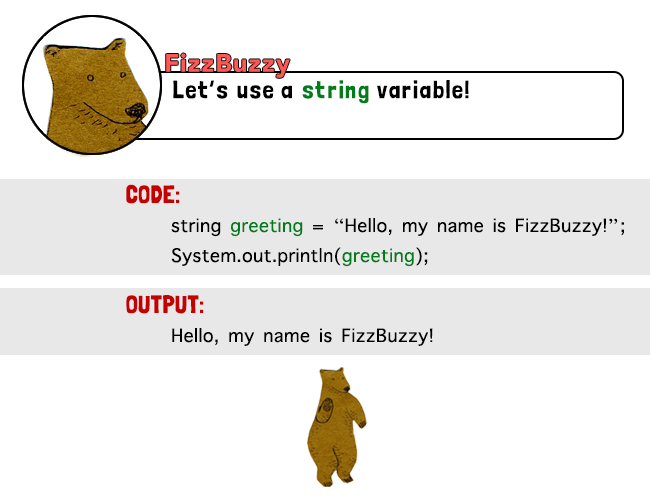 FizzBuzzy
Let's use a string variable!
CODE:
string greeting = “Hello, my name is FizzBuzzy!”;
System.out.println(greeting);
OUTPUT:
Hello, my name is FizzBuzzy!